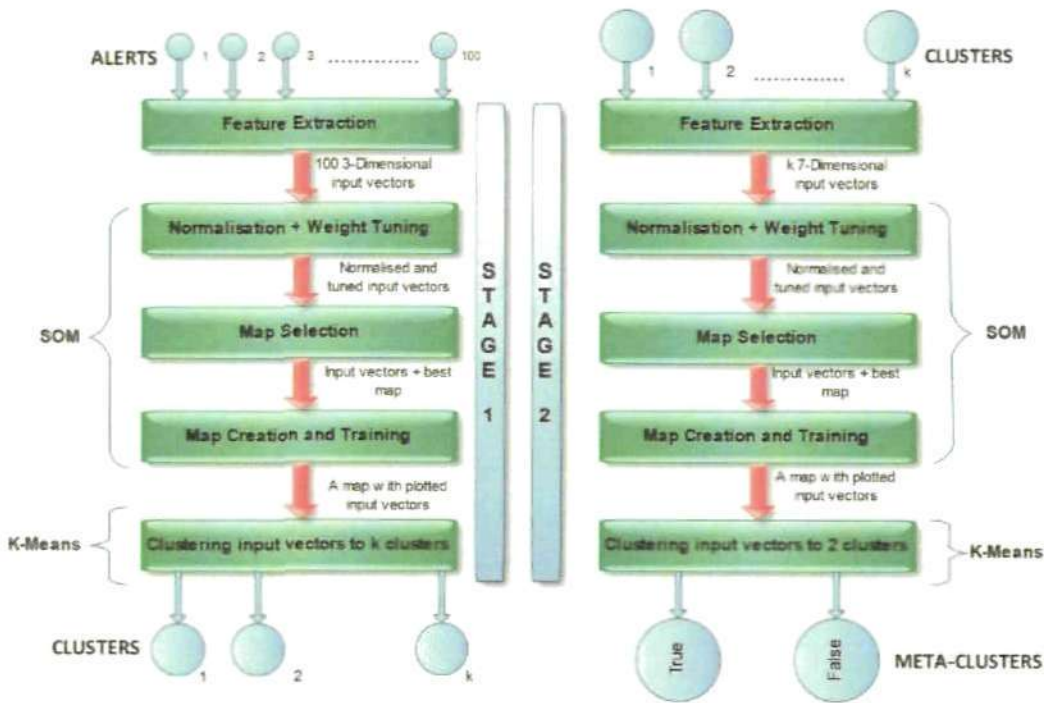 ALERTS
1
2
3
..............
100
Feature Extraction
100 3-Dimensional
input vectors
Normalisation + Weight Tuning
Normalised and
tuned input vectors
SOM
Map Selection
Input vectors + best
map
Map Creation and Training
A map with plotted
input vectors
K-Means
Clustering input vectors to k clusters
CLUSTERS
1
2
k
STAGE 1
STAGE 2
CLUSTERS
1
2
..............
k
Feature Extraction
k 7-Dimensional
input vectors
Normalisation + Weight Tuning
Normalised and
tuned input vectors
SOM
Map Selection
Input vectors + best
map
Map Creation and Training
A map with plotted
input vectors
Clustering input vectors to 2 clusters
K-Means
True
False
META-CLUSTERS